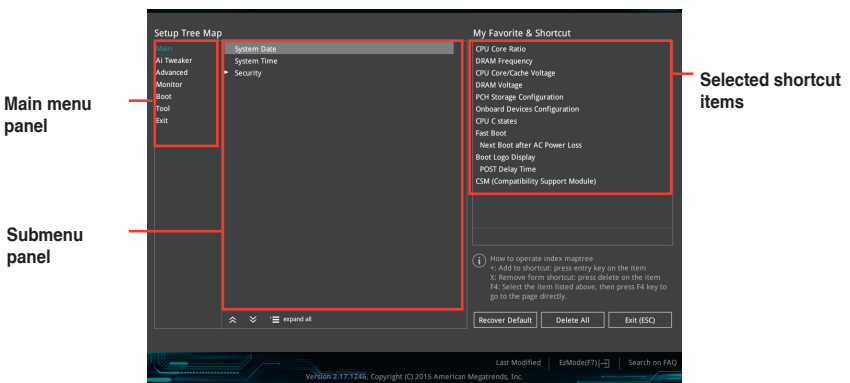 Setup Tree Map
Main
Ai Tweaker
Advanced
Monitor
Boot
Tool
Exit
System Date
System Time
Security
expand all
My Favorite & Shortcut
CPU Core Ratio
DRAM Frequency
CPU Core/Cache Voltage
DRAM Voltage
PCH Storage Configuration
Onboard Devices Configuration
CPU C states
Fast Boot
Next Boot after AC Power Loss
Boot Logo Display
POST Delay Time
CSM (Compatibility Support Module)
How to operate index maptree
+: Add to shortcut: press entry key on the item
X: Remove form shortcut: press delete on the item
F4: Select the item listed above, then press F4 key to
go to the page directly.
Recover Default
Delete All
Exit (ESC)
Last Modified
EzMode(F7)
Search on FAQ
Version 2.17.1246. Copyright (C) 2015 American Megatrends, Inc.
Main menu
panel
Submenu
panel
Selected shortcut
items